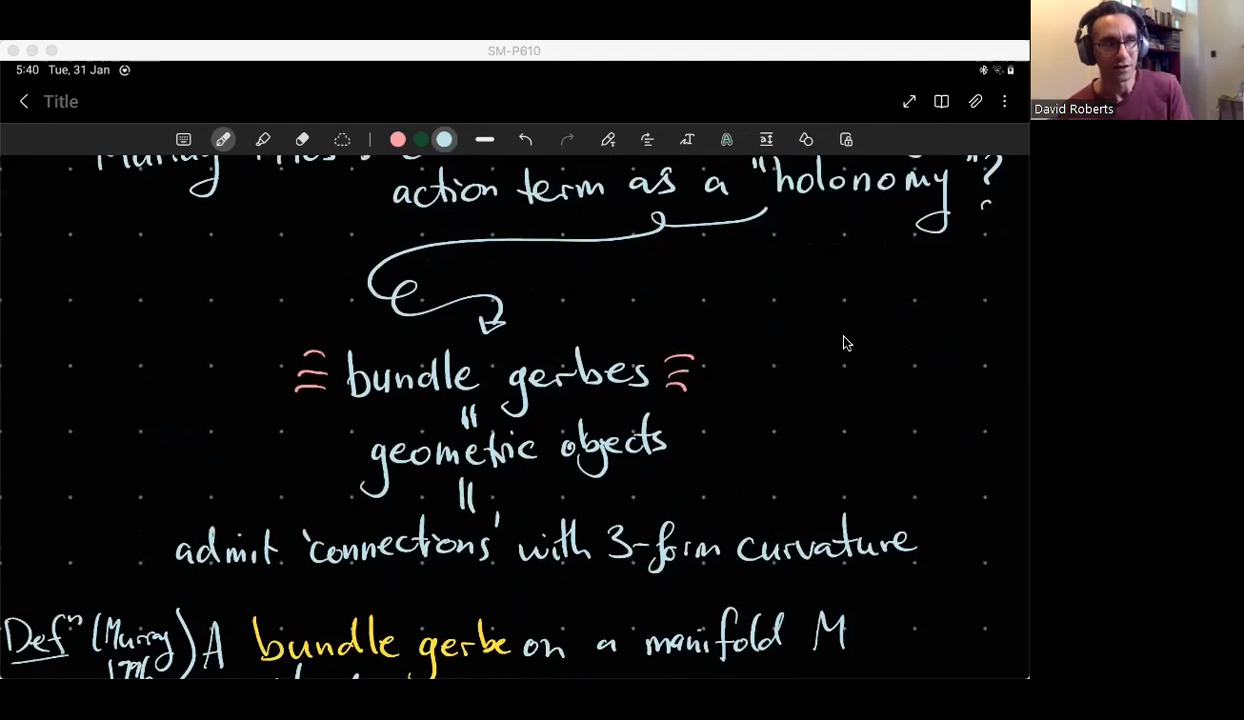 SM-P610
5:40 Tue, 31 Jan
Title
David Roberts
action term as a "holonomy"?
bundle gerbes
geometric objects
admit 'connections' with 3-form curvature
Defⁿ (Murray A bundle gerbe on a manifold M